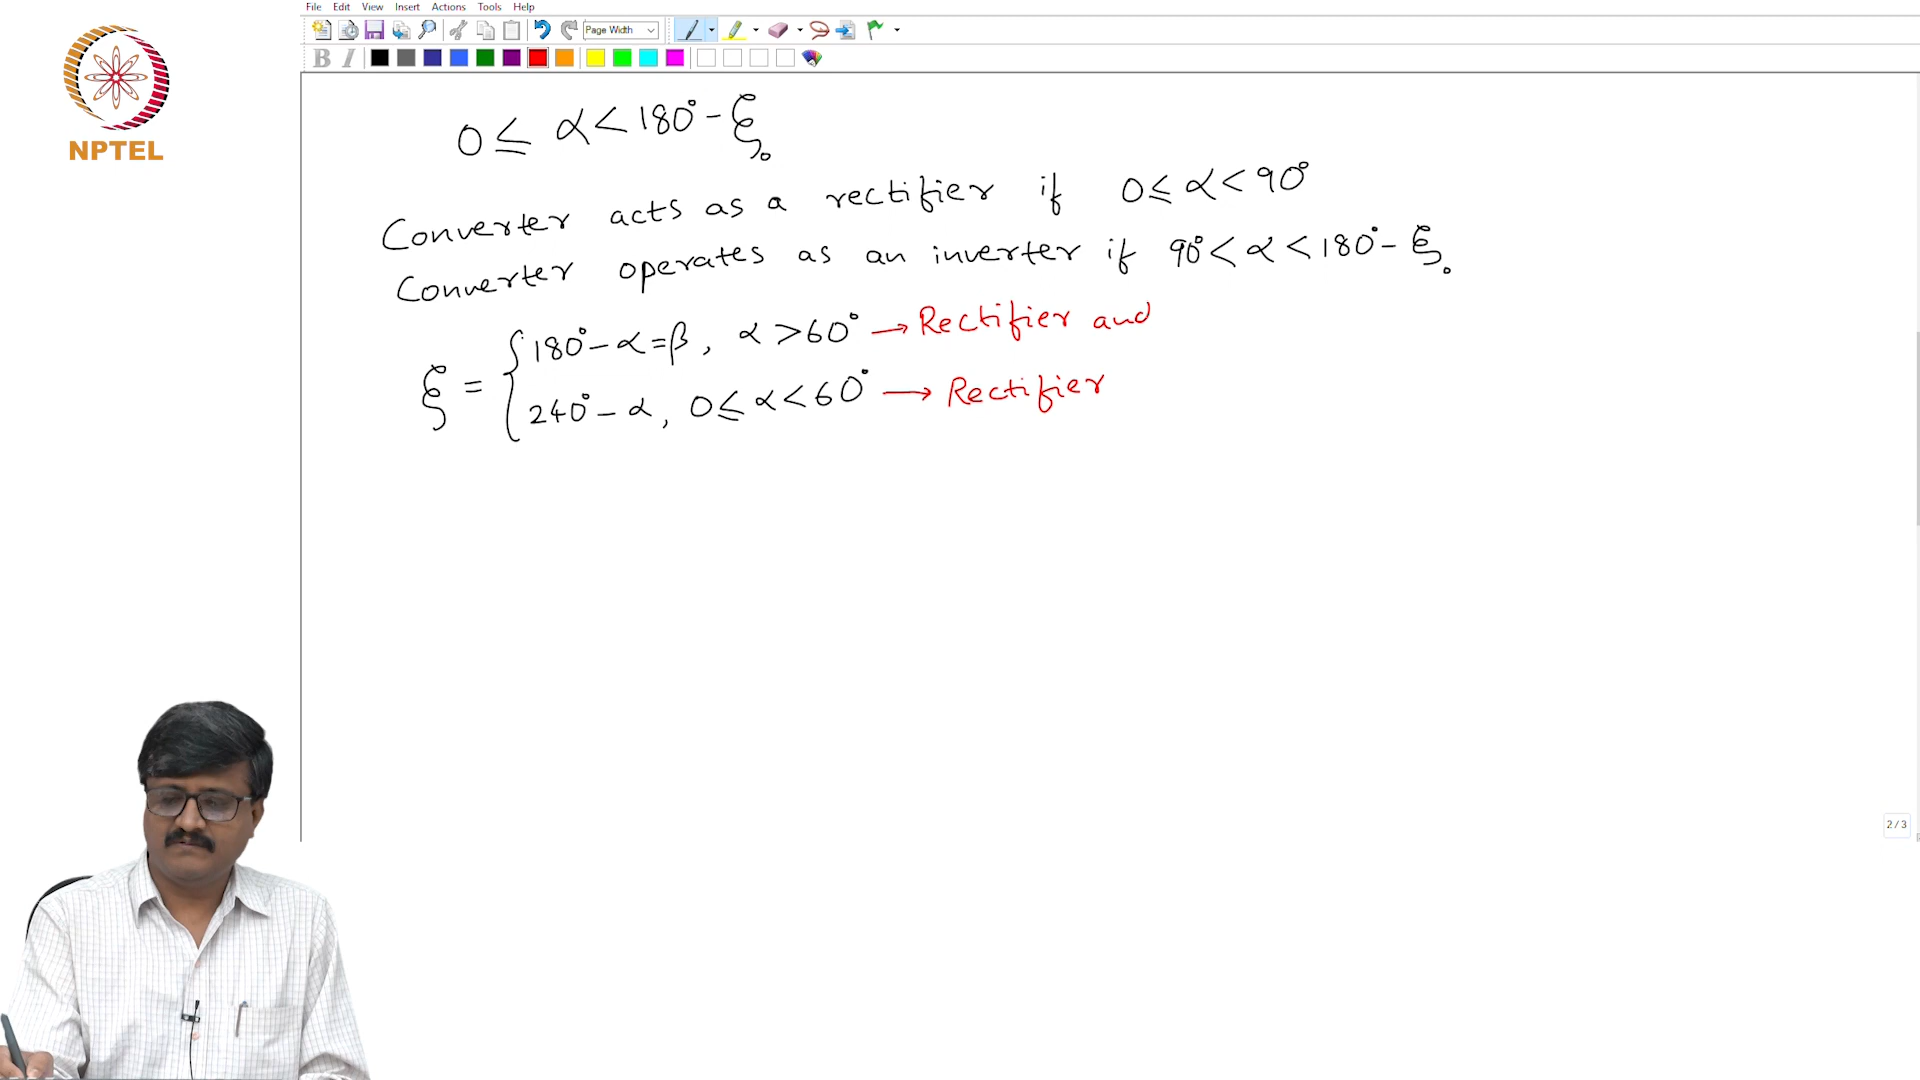 File Edit View Insert Actions Tools Help
Page Width
B I
NPTEL
0 ≤ α < 180° - ξ₀
Converter acts as a rectifier if 0 ≤ α < 90°
Converter operates as an inverter if 90° < α < 180° - ξ₀
ξ = { 180° - α = β, α > 60° → Rectifier and
240° - α, 0 ≤ α < 60° → Rectifier
2 / 3